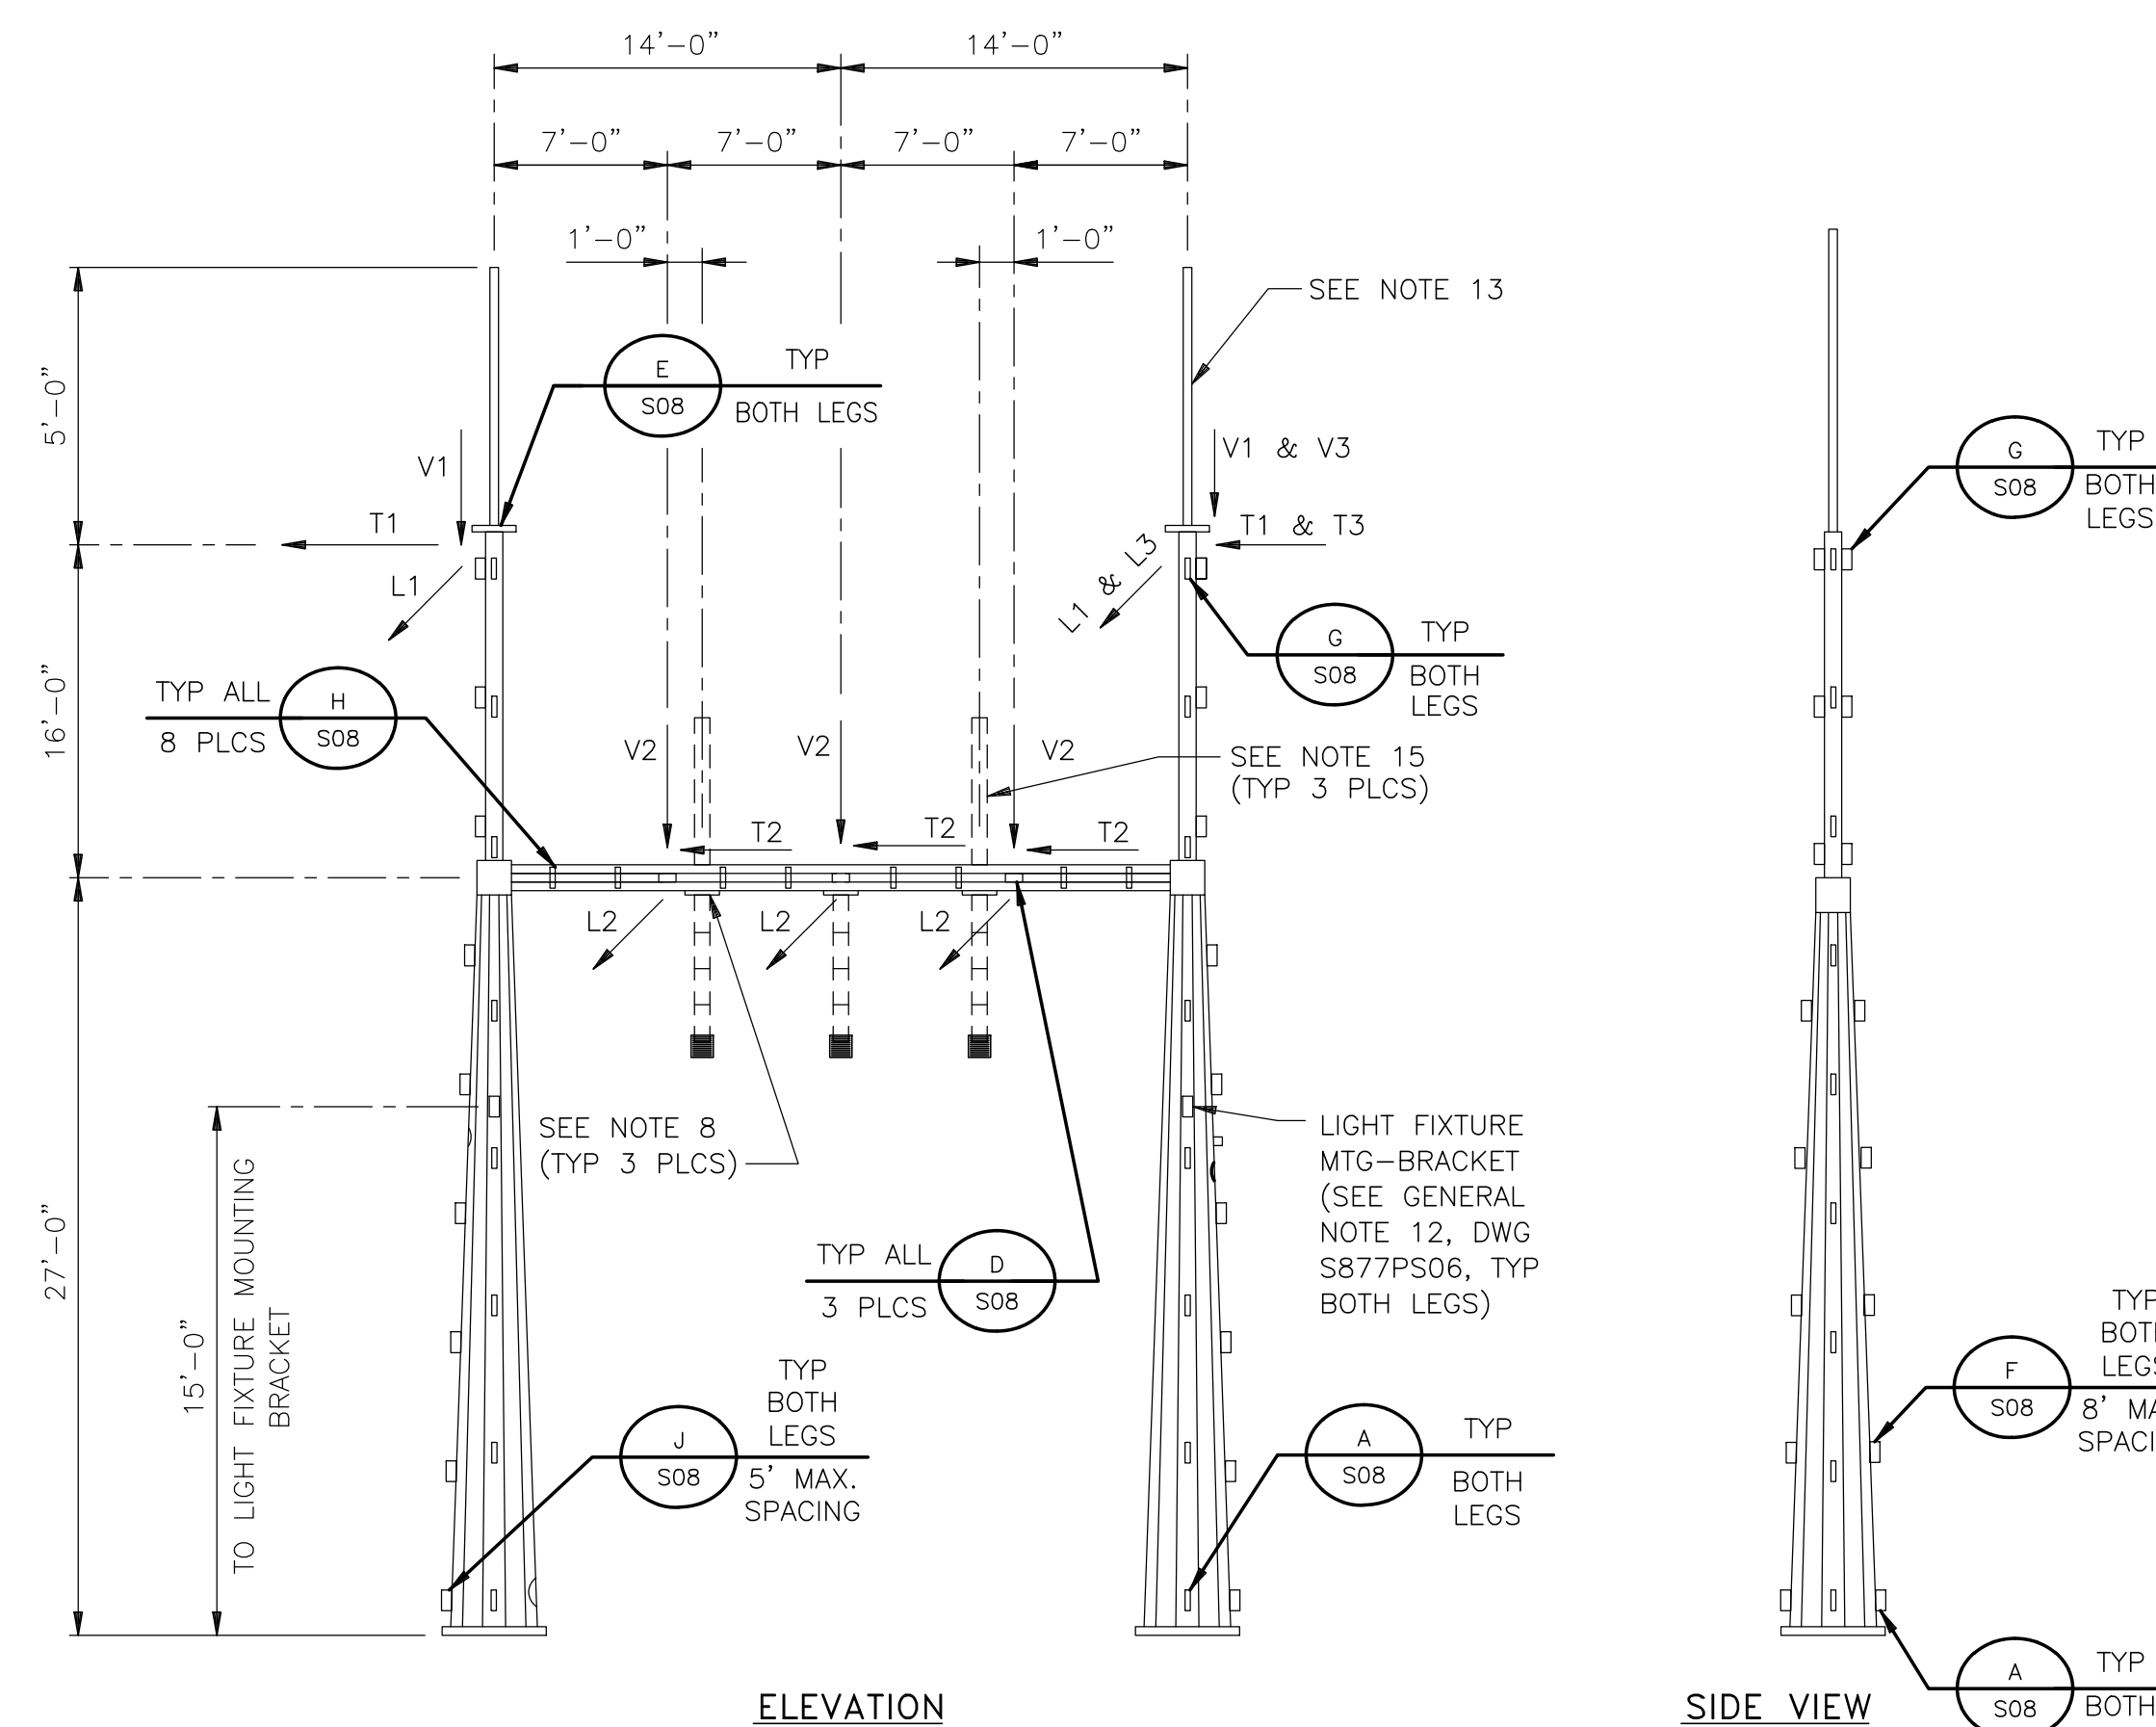 14'-0" 14'-0"
7'-0" 7'-0" 7'-0" 7'-0"
1'-0" 1'-0"
SEE NOTE 13
5'-0"
E
S08
TYP
BOTH LEGS
V1
V1 & V3
T1
T1 & T3
L1
L1 & L3
G
S08
TYP
BOTH
LEGS
16'-0"
TYP ALL
8 PLCS
H
S08
V2 V2 V2
SEE NOTE 15
(TYP 3 PLCS)
T2 T2 T2
L2 L2 L2
27'-0"
SEE NOTE 8
(TYP 3 PLCS)
LIGHT FIXTURE
MTG-BRACKET
(SEE GENERAL
NOTE 12, DWG
S877PS06, TYP
BOTH LEGS)
15'-0"
TO LIGHT FIXTURE MOUNTING
BRACKET
TYP ALL
3 PLCS
D
S08
J
S08
TYP
BOTH
LEGS
5' MAX.
SPACING
A
S08
TYP
BOTH
LEGS
ELEVATION
G
S08
TYP
BOTH
LEGS
F
S08
TYP
8'
A
S08
TYP
BOTH
SIDE VIEW